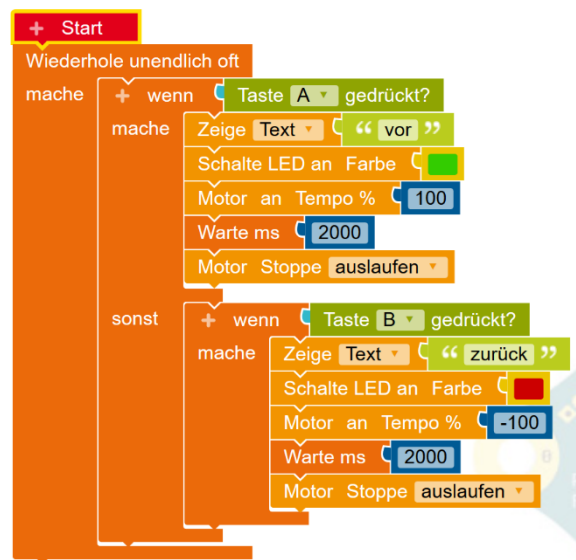 + Start
Wiederhole unendlich oft
mache + wenn Taste A gedrückt?
mache Zeige Text “ vor ”
Schalte LED an Farbe
Motor an Tempo % 100
Warte ms 2000
Motor Stoppe auslaufen
sonst + wenn Taste B gedrückt?
mache Zeige Text “ zurück ”
Schalte LED an Farbe
Motor an Tempo % -100
Warte ms 2000
Motor Stoppe auslaufen